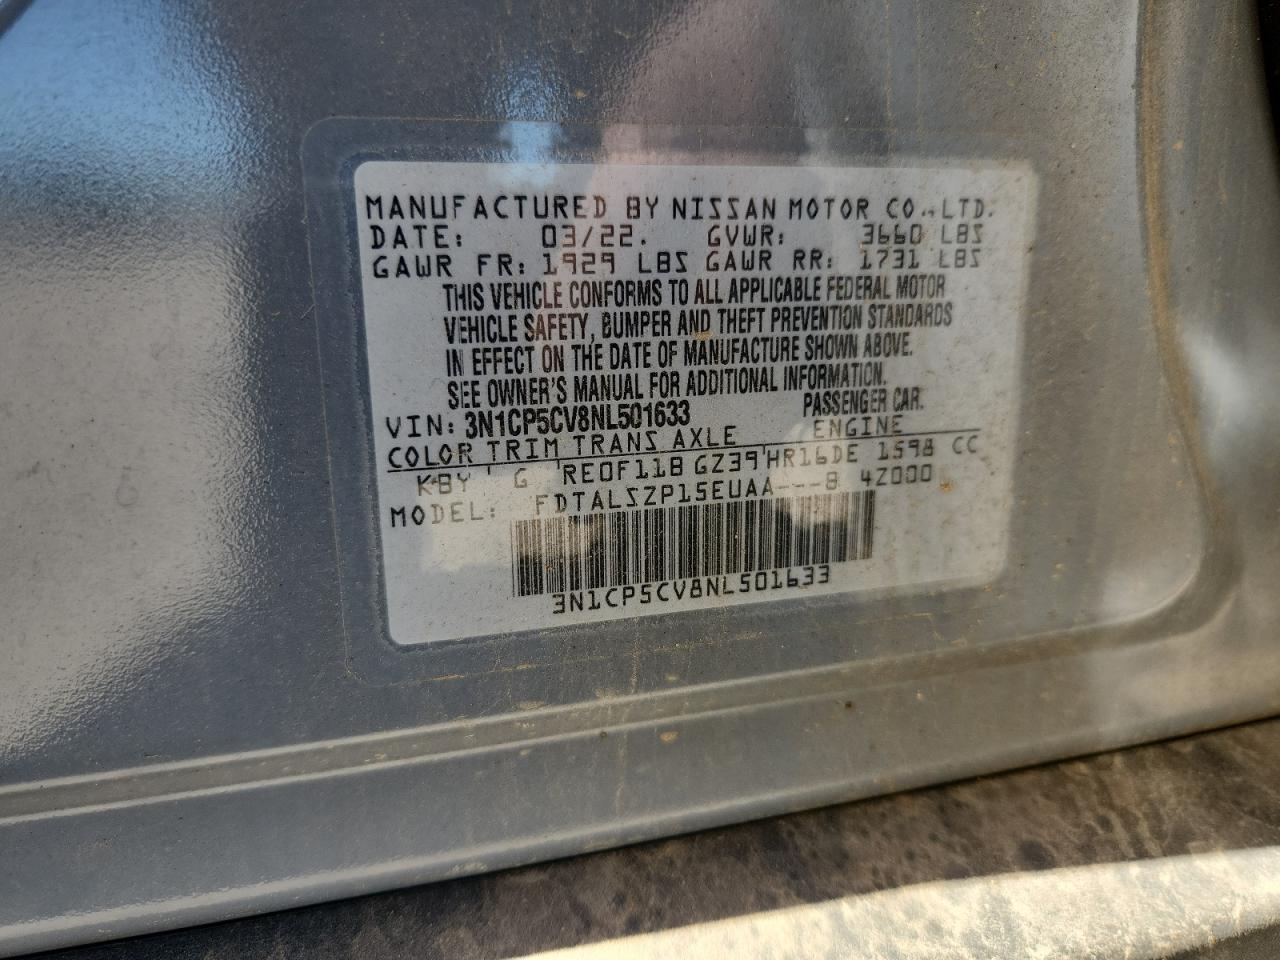 MANUFACTURED BY NISSAN MOTOR CO.,LTD.
DATE: 03/22. GVWR: 3660 LBS
GAWR FR: 1929 LBS GAWR RR: 1731 LBS
THIS VEHICLE CONFORMS TO ALL APPLICABLE FEDERAL MOTOR
VEHICLE SAFETY, BUMPER AND THEFT PREVENTION STANDARDS
IN EFFECT ON THE DATE OF MANUFACTURE SHOWN ABOVE.
SEE OWNER'S MANUAL FOR ADDITIONAL INFORMATION.
VIN: 3N1CP5CV8NL501633 PASSENGER CAR.
COLOR TRIM TRANS AXLE ENGINE
KBY G RE0F11B GZ39 HR16DE 1598 CC
MODEL: FDTALSZP15EUAA---8 4Z000
3N1CP5CV8NL501633